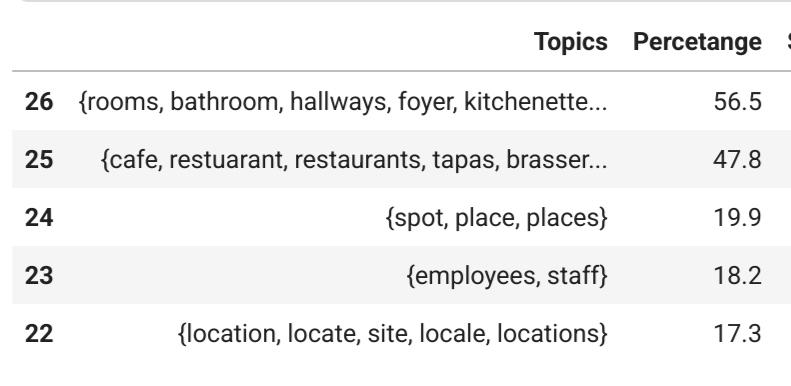 Topics Percetange
26 {rooms, bathroom, hallways, foyer, kitchenette... 56.5
25 {cafe, restuarant, restaurants, tapas, brasser... 47.8
24 {spot, place, places} 19.9
23 {employees, staff} 18.2
22 {location, locate, site, locale, locations} 17.3